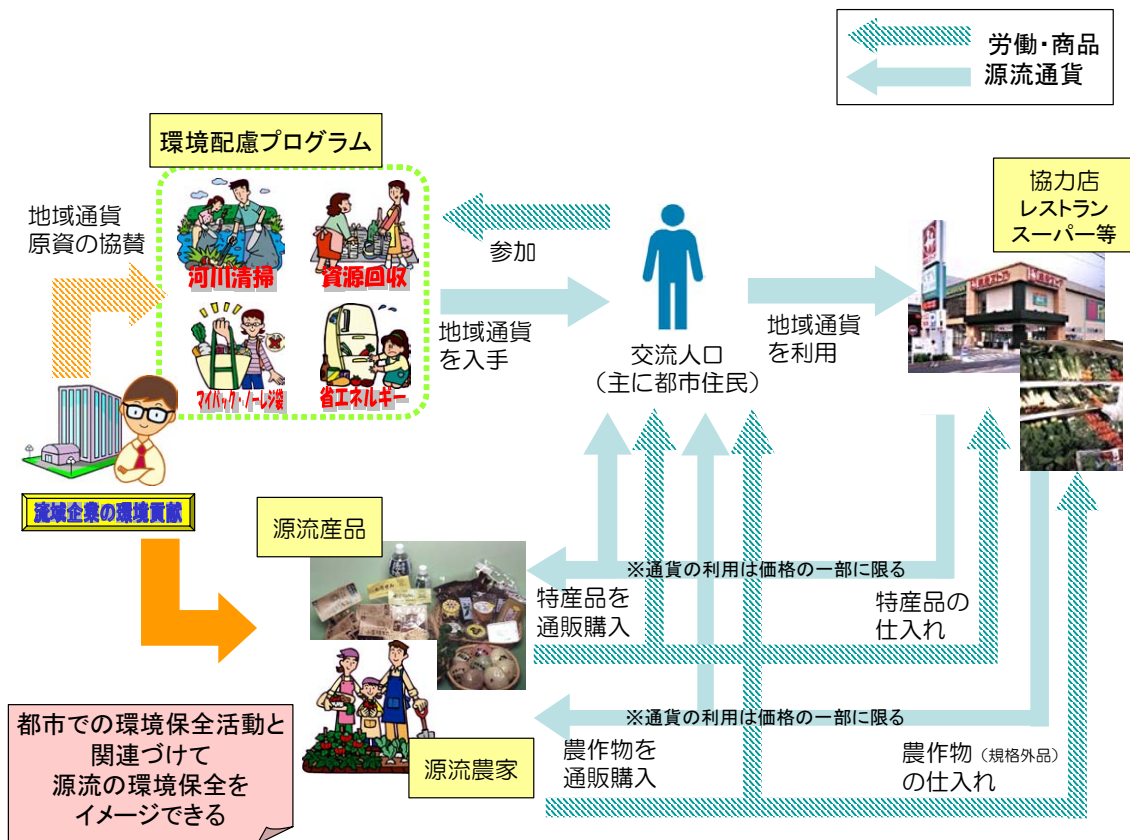 労働・商品
源流通貨
環境配慮プログラム
地域通貨
原資の協賛
河川清掃
資源回収
マイバック・ノーレジ袋
省エネルギー
参加
地域通貨
を入手
交流人口
（主に都市住民）
地域通貨
を利用
協力店
レストラン
スーパー等
流域企業の環境貢献
源流産品
※通貨の利用は価格の一部に限る
特産品を
通販購入
特産品の
仕入れ
※通貨の利用は価格の一部に限る
農作物を
通販購入
農作物（規格外品）
の仕入れ
源流農家
都市での環境保全活動と
関連づけて
源流の環境保全を
イメージできる